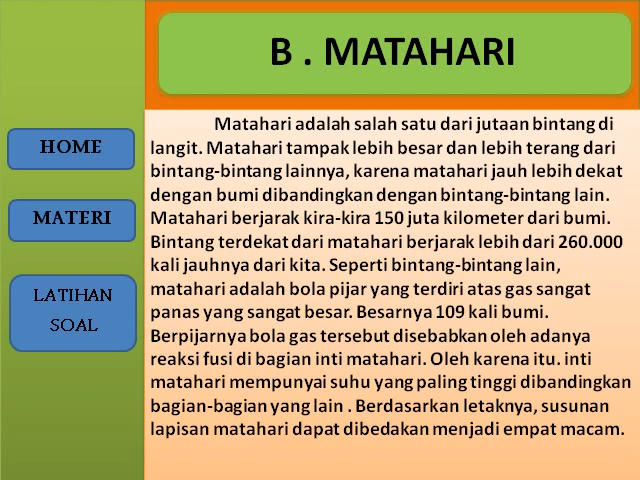 B . MATAHARI
HOME
MATERI
LATIHAN
SOAL
Matahari adalah salah satu dari jutaan bintang di
langit. Matahari tampak lebih besar dan lebih terang dari
bintang-bintang lainnya, karena matahari jauh lebih dekat
dengan bumi dibandingkan dengan bintang-bintang lain.
Matahari berjarak kira-kira 150 juta kilometer dari bumi.
Bintang terdekat dari matahari berjarak lebih dari 260.000
kali jauhnya dari kita. Seperti bintang-bintang lain,
matahari adalah bola pijar yang terdiri atas gas sangat
panas yang sangat besar. Besarnya 109 kali bumi.
Berpijarnya bola gas tersebut disebabkan oleh adanya
reaksi fusi di bagian inti matahari. Oleh karena itu. inti
matahari mempunyai suhu yang paling tinggi dibandingkan
bagian-bagian yang lain . Berdasarkan letaknya, susunan
lapisan matahari dapat dibedakan menjadi empat macam.